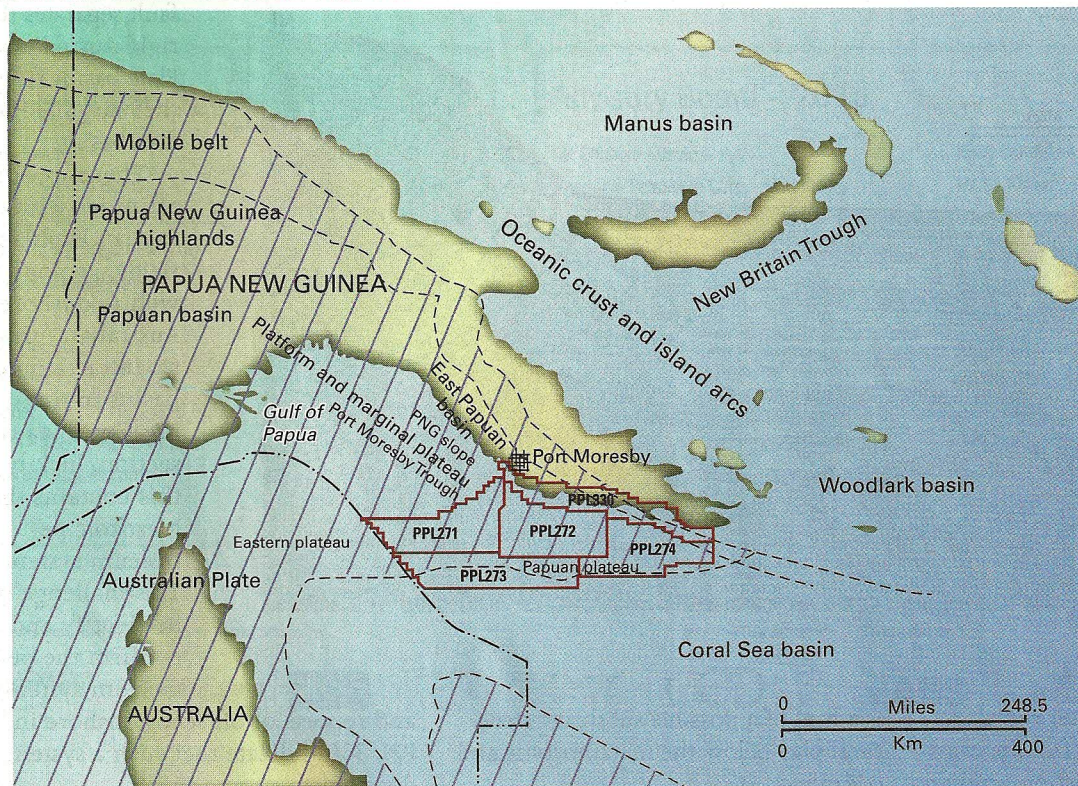 Manus basin
Mobile belt
Papua New Guinea
highlands
Oceanic crust and island arcs
New Britain Trough
PAPUA NEW GUINEA
Papuan basin
Platform and marginal plateau
East Papuan
basin
Gulf of
Papua
PNG slope
Port Moresby Trough
Port Moresby
Woodlark basin
PPL330
PPL271
PPL272
PPL274
Eastern plateau
Papuan plateau
PPL273
Australian Plate
Coral Sea basin
AUSTRALIA
0 Miles 248.5
0 Km 400